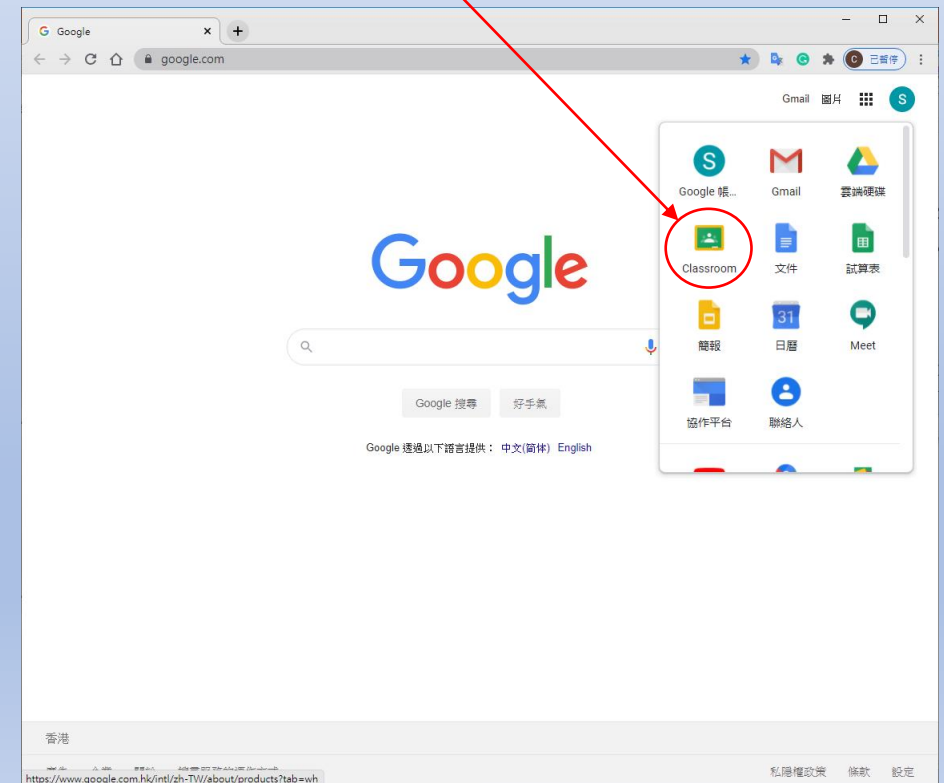 Google
google.com
C 已暫停
Gmail 圖片 S
S
Google 帳... Gmail 雲端硬碟
Classroom 文件 試算表
31
簡報 日曆 Meet
協作平台 聯絡人
Google
Google 搜尋 好手氣
Google 透過以下語言提供： 中文(简体) English
香港
私隱權政策 條款 設定
https://www.google.com.hk/intl/zh-TW/about/products?tab=wh